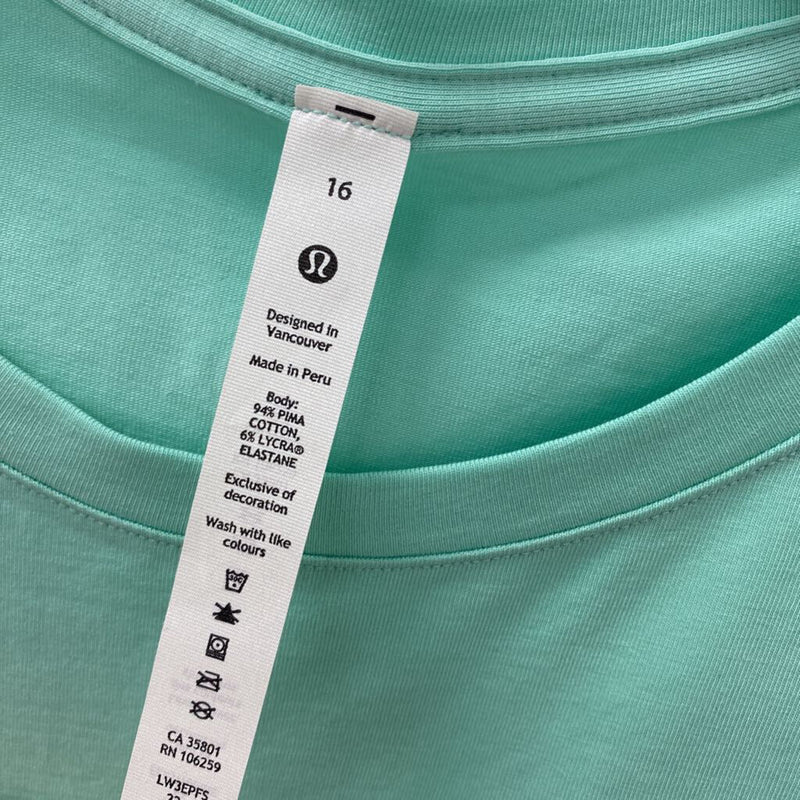 16
Designed in
Vancouver
Made in Peru
Body:
94% PIMA
COTTON,
6% LYCRA®
ELASTANE
Exclusive of
decoration
Wash with like
colours
30C
CA 35801
RN 106259
LW3EPFS